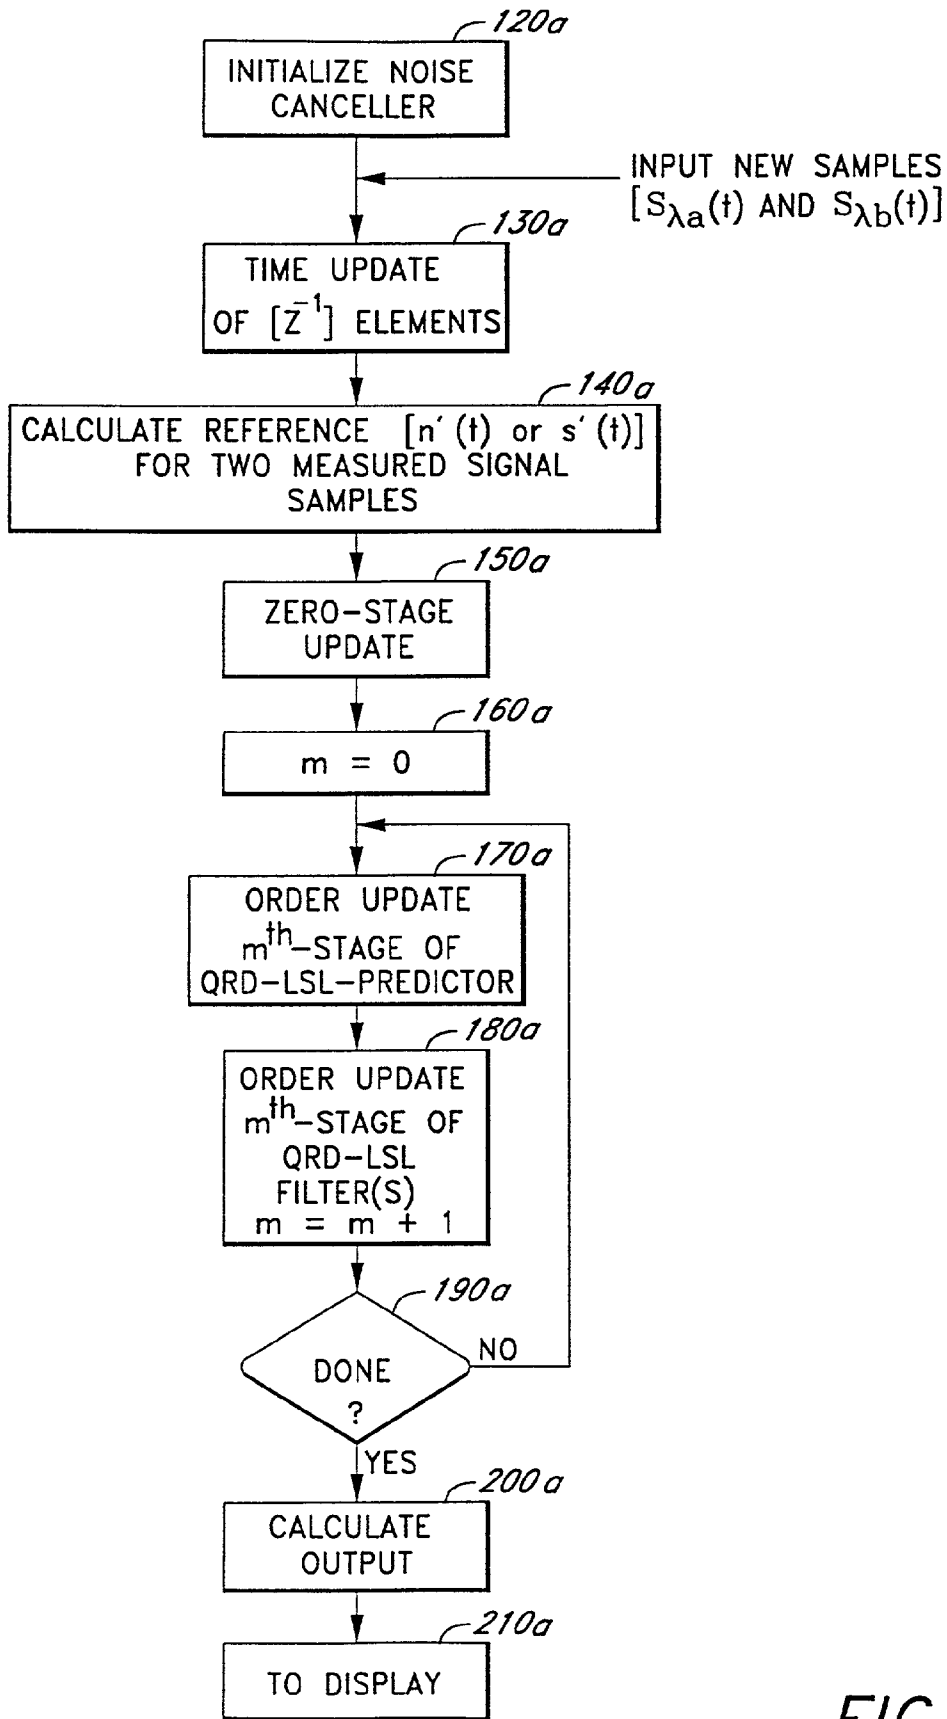 120a
INITIALIZE NOISE
CANCELLER
INPUT NEW SAMPLES
[Sλa(t) AND Sλb(t)]
130a
TIME UPDATE
OF [Z⁻¹] ELEMENTS
140a
CALCULATE REFERENCE [n′(t) or s′(t)]
FOR TWO MEASURED SIGNAL
SAMPLES
150a
ZERO-STAGE
UPDATE
160a
m = 0
170a
ORDER UPDATE
mth-STAGE OF
QRD-LSL-PREDICTOR
180a
ORDER UPDATE
mth-STAGE OF
QRD-LSL
FILTER(S)
m = m + 1
190a
DONE
?
NO
YES
200a
CALCULATE
OUTPUT
210a
TO DISPLAY
FIG